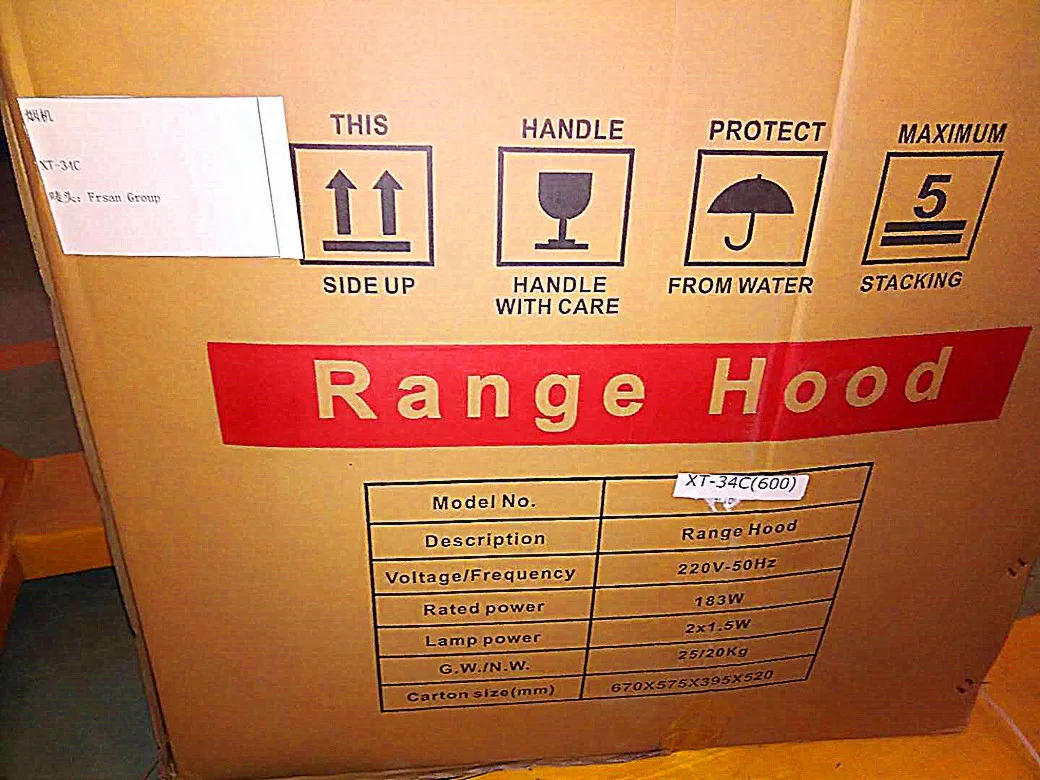 烟机
XT-34C
唛头: Frsan Group
THIS
SIDE UP
HANDLE
HANDLE
WITH CARE
PROTECT
FROM WATER
MAXIMUM
5
STACKING
Range Hood
Model No. XT-34C(600)
Description Range Hood
Voltage/Frequency 220V-50Hz
Rated power 183W
Lamp power 2x1.5W
G.W./N.W. 25/20Kg
Carton size(mm) 670X575X395X520